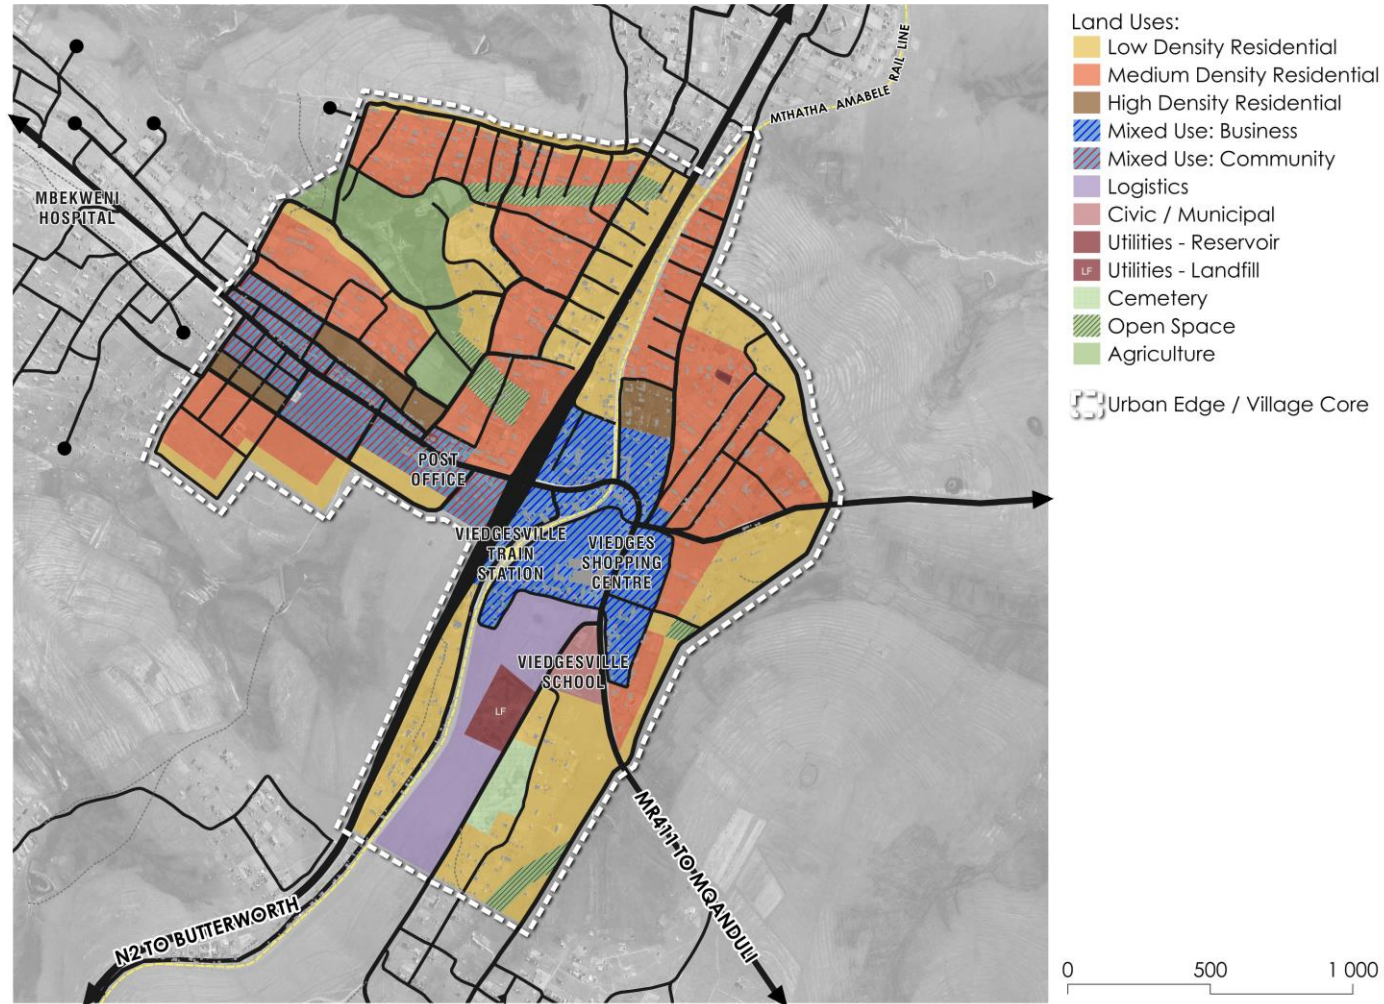 Land Uses:
Low Density Residential
Medium Density Residential
High Density Residential
Mixed Use: Business
Mixed Use: Community
Logistics
Civic / Municipal
Utilities - Reservoir
LF
Utilities - Landfill
Cemetery
Open Space
Agriculture
Urban Edge / Village Core
MTHATHA AMABELE RAIL LINE
MBEKWENI
HOSPITAL
POST
OFFICE
VIEDGESVILLE
TRAIN
STATION
VIEDGES
SHOPPING
CENTRE
VIEDGESVILLE
SCHOOL
LF
MR411 TO MQANDULI
N2 TO BUTTERWORTH
0 500 1 000